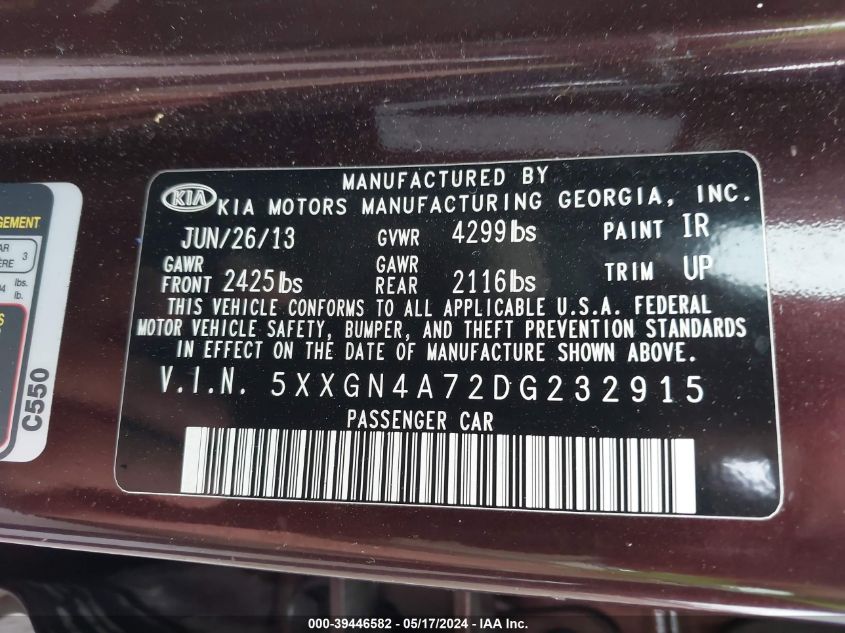 MANUFACTURED BY
KIA KIA MOTORS MANUFACTURING GEORGIA, INC.
JUN/26/13 GVWR 4299lbs PAINT IR
GAWR FRONT 2425lbs GAWR REAR 2116lbs TRIM UP
THIS VEHICLE CONFORMS TO ALL APPLICABLE U.S.A. FEDERAL
MOTOR VEHICLE SAFETY, BUMPER, AND THEFT PREVENTION STANDARDS
IN EFFECT ON THE DATE OF MANUFACTURE SHOWN ABOVE.
V.I.N. 5XXGN4A72DG232915
PASSENGER CAR
3
lbs.
lb.
C550
000-39446582 / 05/17/2024 - IAA Inc.